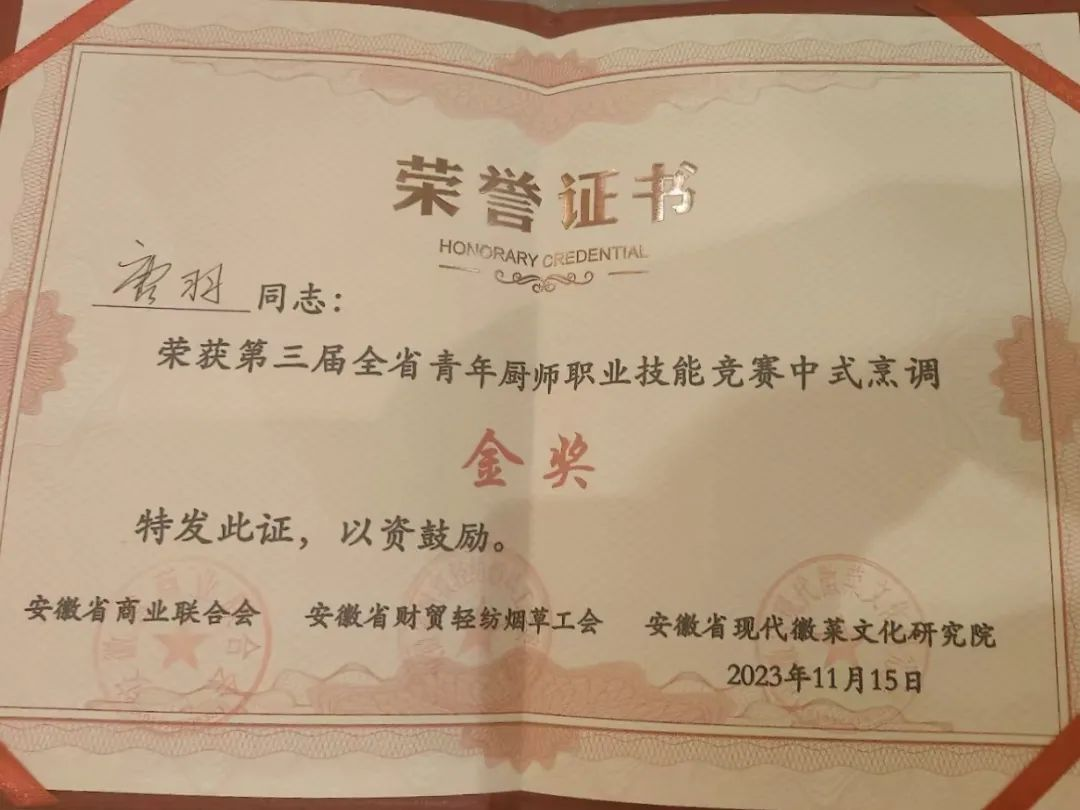 荣誉证书
HONORARY CREDENTIAL
唐羽 同志：
荣获第三届全省青年厨师职业技能竞赛中式烹调
金奖
特发此证，以资鼓励。
安徽省商业联合会 安徽省财贸轻纺烟草工会 安徽省现代徽菜文化研究院
2023年11月15日